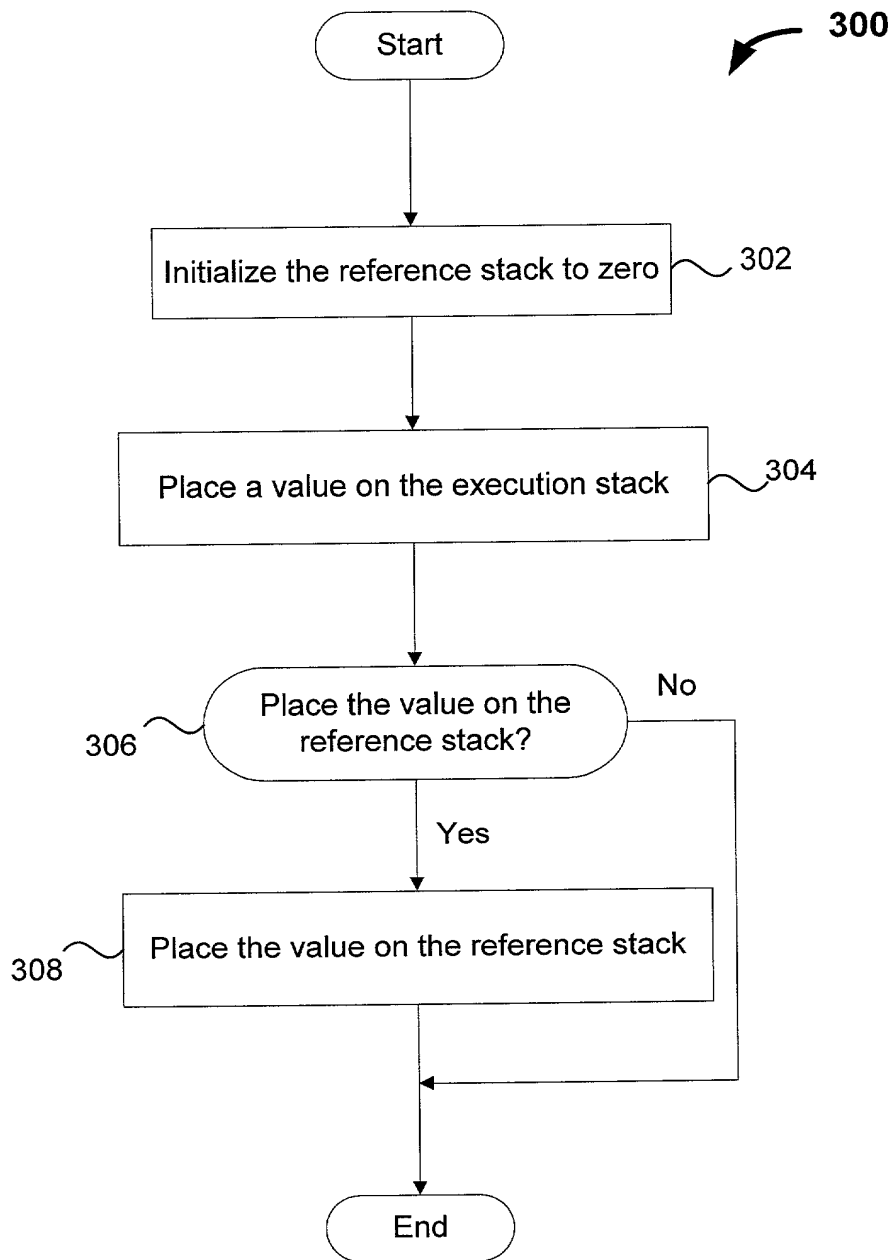 300
Start
Initialize the reference stack to zero
302
Place a value on the execution stack
304
Place the value on the
reference stack?
306
No
Yes
Place the value on the reference stack
308
End